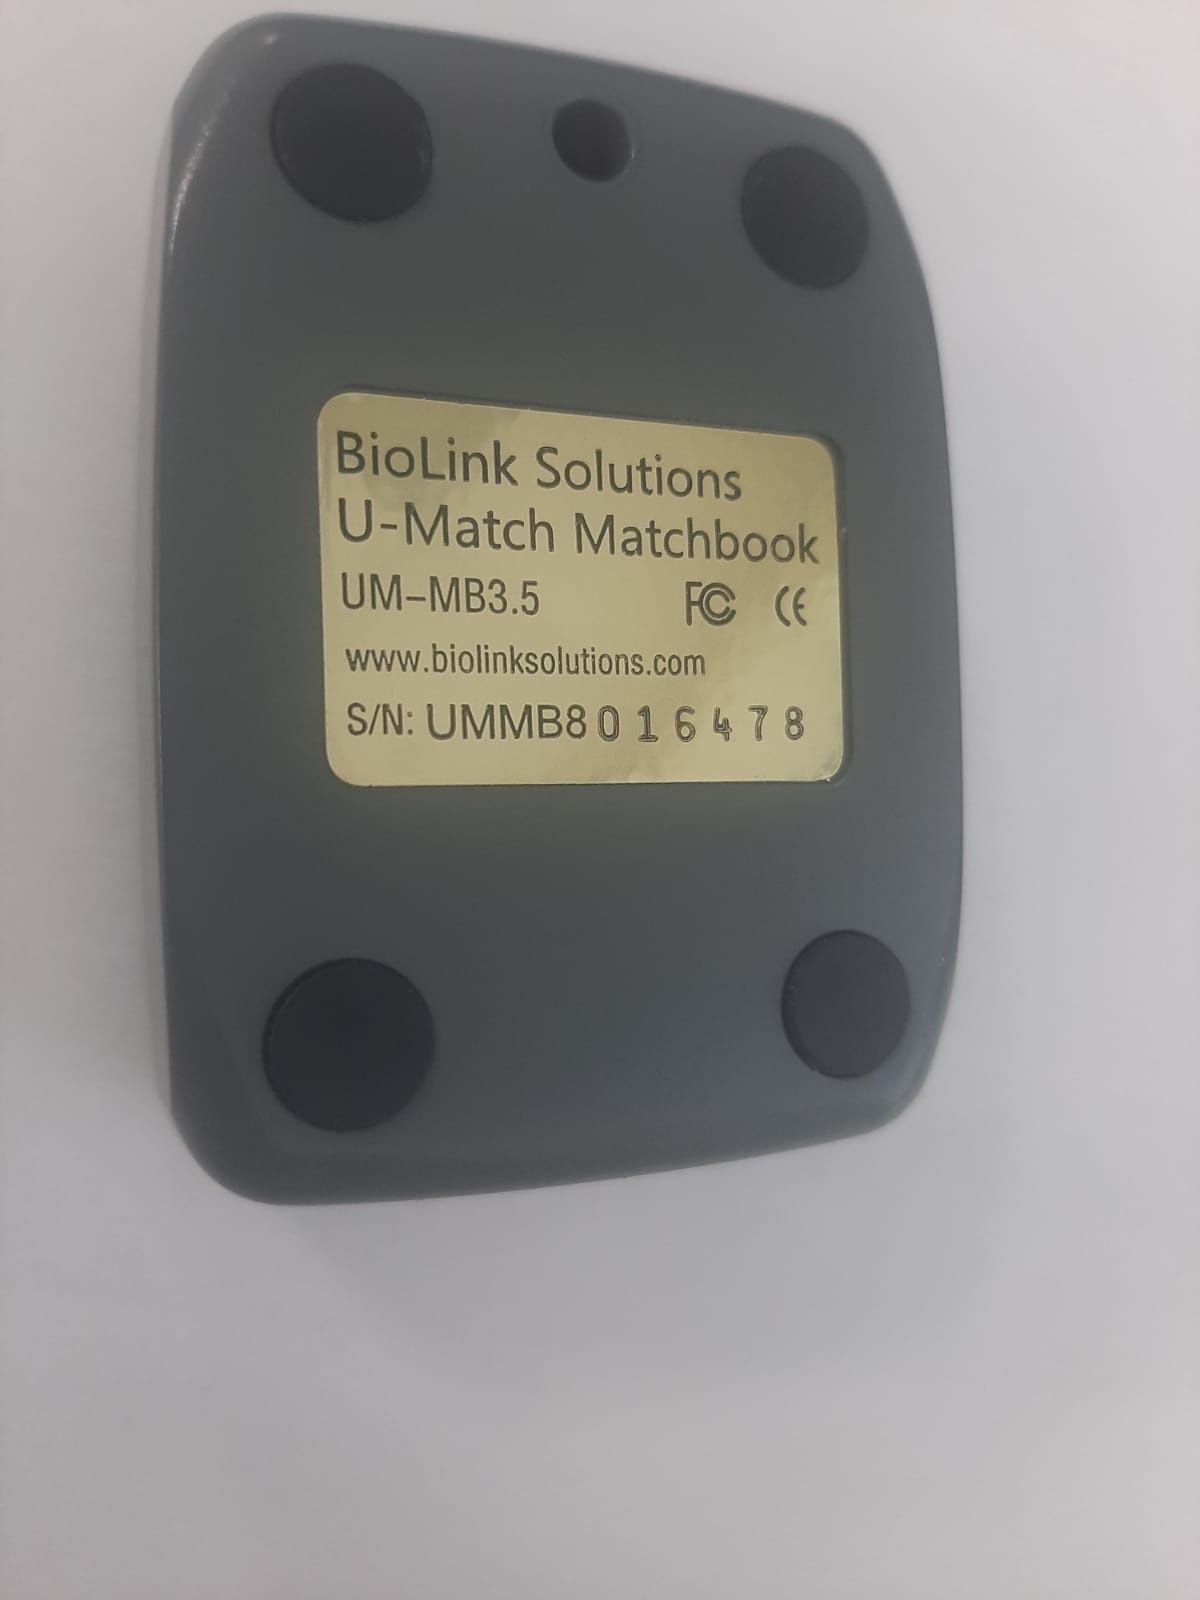 BioLink Solutions
U-Match Matchbook
UM-MB3.5 FC CE
www.biolinksolutions.com
S/N: UMMB8016478